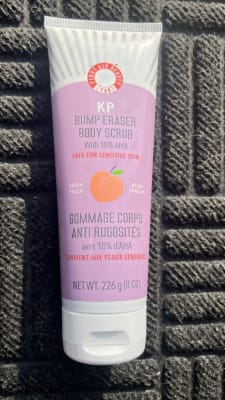 FIRST AID BEAUTY
KP
BUMP ERASER
BODY SCRUB
With 10% AHA
SAFE FOR SENSITIVE SKIN
FRESH
PEACH
PÊCHE
FRAÎCHE
GOMMAGE CORPS
ANTI RUGOSITÉS
avec 10% d'AHA
CONVIENT AUX PEAUX SENSIBLES
NET WT. 226 g (8 OZ)